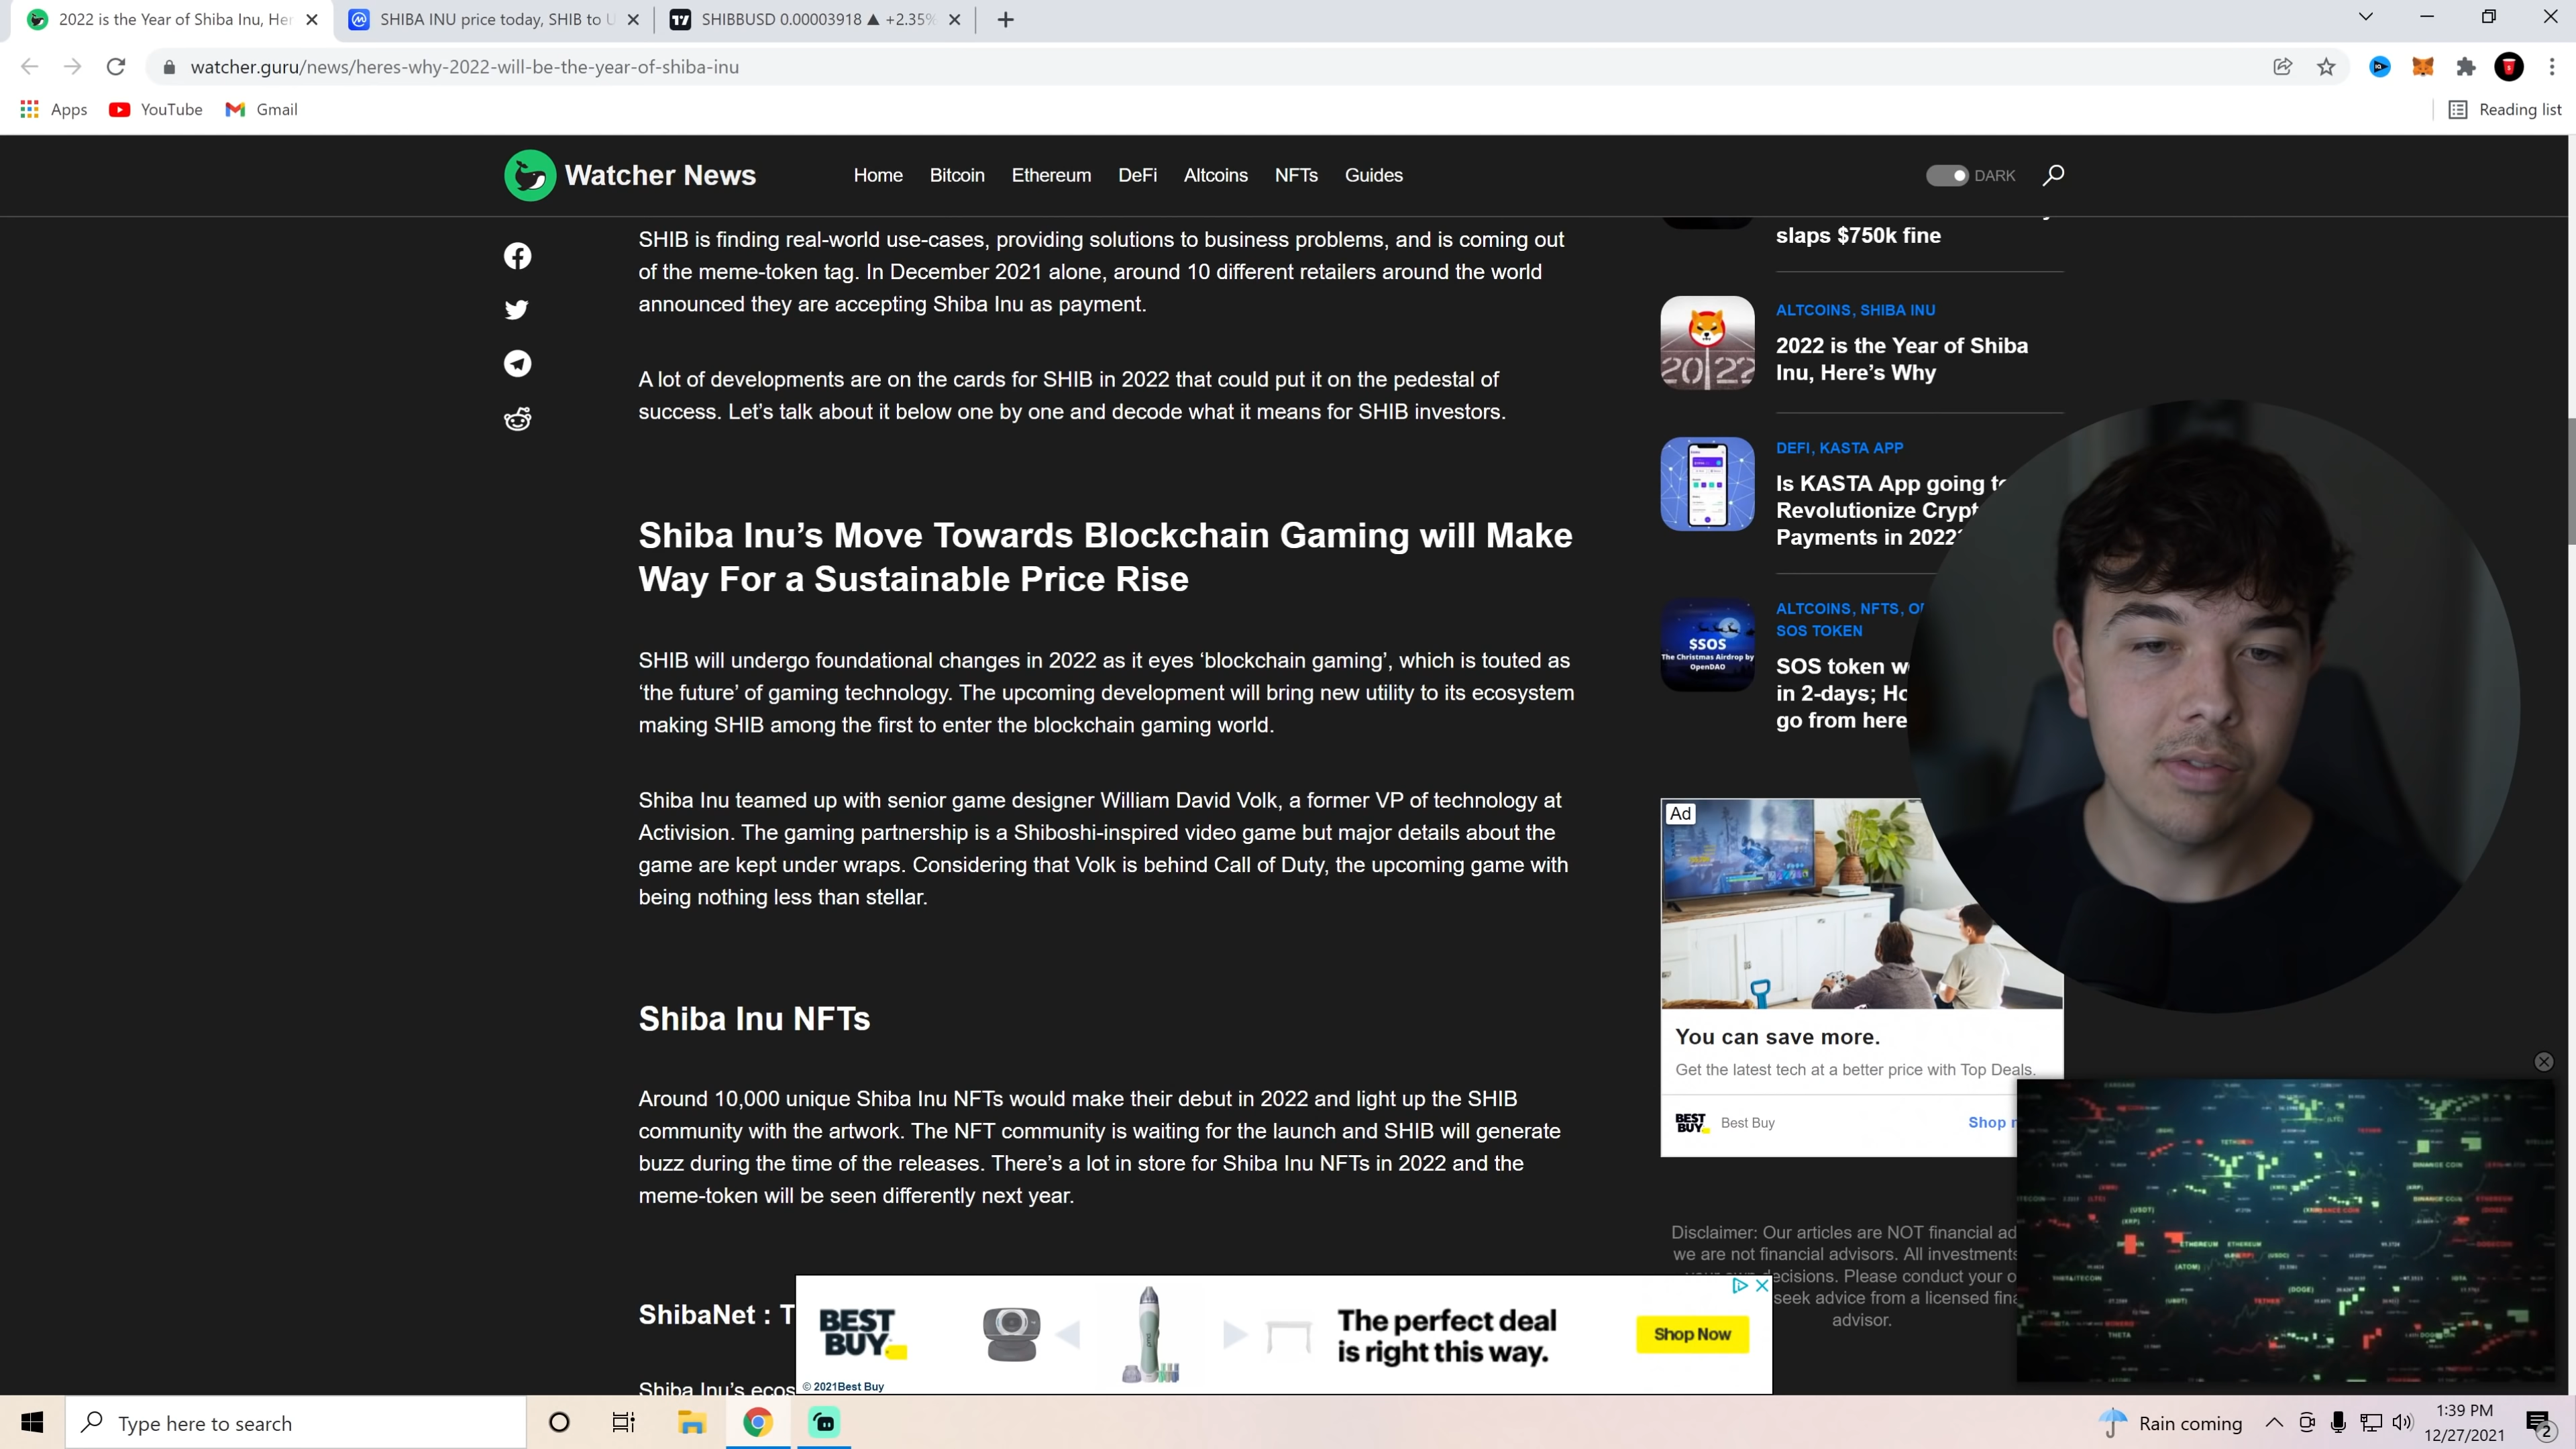 2022 is the Year of Shiba Inu, Her
SHIBA INU price today, SHIB to U
SHIBBUSD 0.00003918 ▲ +2.35%
watcher.guru/news/heres-why-2022-will-be-the-year-of-shiba-inu
Apps
YouTube
Gmail
Reading list
Watcher News
Home
Bitcoin
Ethereum
DeFi
Altcoins
NFTs
Guides
DARK
SHIB is finding real-world use-cases, providing solutions to business problems, and is coming out
of the meme-token tag. In December 2021 alone, around 10 different retailers around the world
announced they are accepting Shiba Inu as payment.
A lot of developments are on the cards for SHIB in 2022 that could put it on the pedestal of
success. Let’s talk about it below one by one and decode what it means for SHIB investors.
Shiba Inu’s Move Towards Blockchain Gaming will Make
Way For a Sustainable Price Rise
SHIB will undergo foundational changes in 2022 as it eyes ‘blockchain gaming’, which is touted as
‘the future’ of gaming technology. The upcoming development will bring new utility to its ecosystem
making SHIB among the first to enter the blockchain gaming world.
Shiba Inu teamed up with senior game designer William David Volk, a former VP of technology at
Activision. The gaming partnership is a Shiboshi-inspired video game but major details about the
game are kept under wraps. Considering that Volk is behind Call of Duty, the upcoming game with
being nothing less than stellar.
Shiba Inu NFTs
Around 10,000 unique Shiba Inu NFTs would make their debut in 2022 and light up the SHIB
community with the artwork. The NFT community is waiting for the launch and SHIB will generate
buzz during the time of the releases. There’s a lot in store for Shiba Inu NFTs in 2022 and the
meme-token will be seen differently next year.
ShibaNet : T
Shiba Inu’s ecos
slaps $750k fine
ALTCOINS, SHIBA INU
2022 is the Year of Shiba
Inu, Here’s Why
2022
DEFI, KASTA APP
Is KASTA App going to
Revolutionize Crypt
Payments in 2022
ALTCOINS, NFTS, OP
SOS TOKEN
SOS token w
in 2-days; Ho
go from here
$SOS
The Christmas Airdrop by
OpenDAO
Ad
You can save more.
Get the latest tech at a better price with Top Deals.
BEST
BUY
Best Buy
Shop
Disclaimer: Our articles are NOT financial ad
we are not financial advisors. All investments
your own decisions. Please conduct your o
seek advice from a licensed fina
advisor.
BEST
BUY
© 2021Best Buy
The perfect deal
is right this way.
Shop Now
Type here to search
Rain coming
1:39 PM
12/27/2021
2